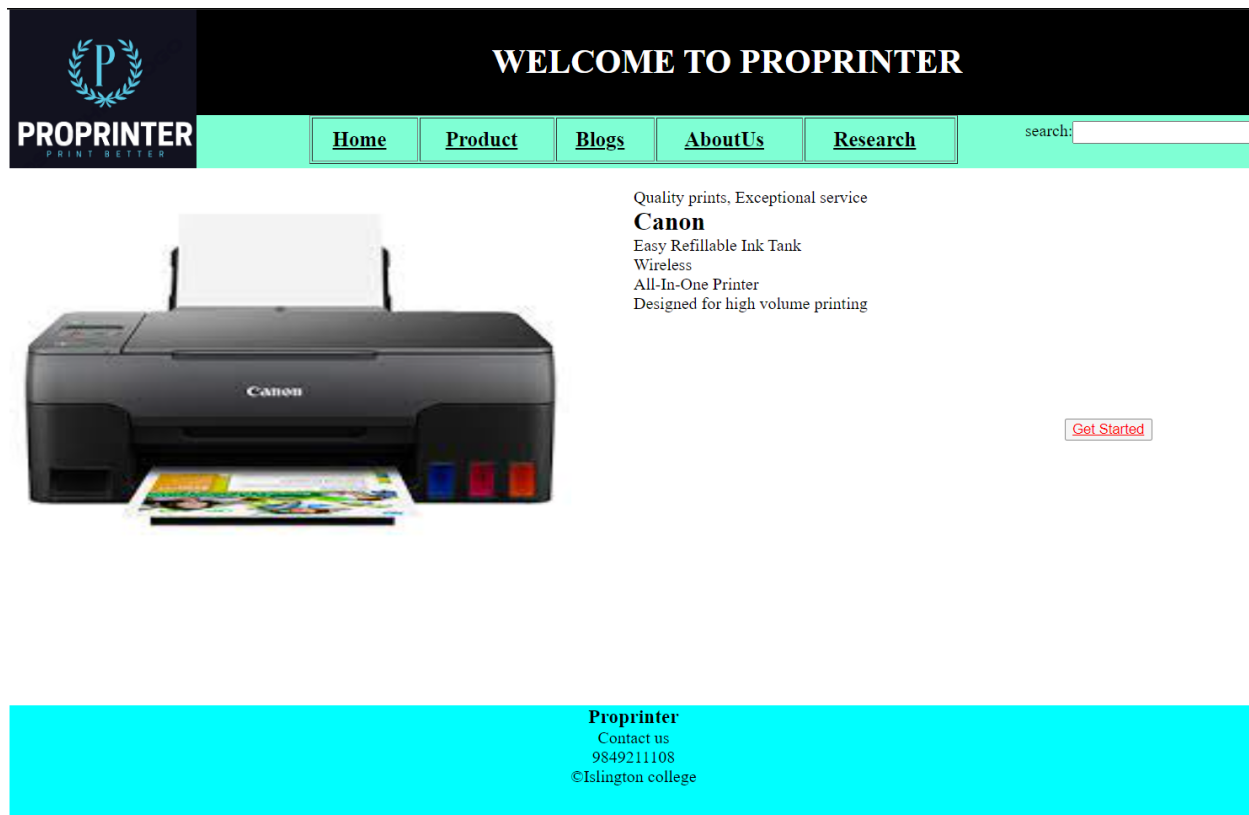 P
PROPRINTER
PRINT BETTER
WELCOME TO PROPRINTER
Home Product Blogs AboutUs Research
search:
Quality prints, Exceptional service
Canon
Easy Refillable Ink Tank
Wireless
All-In-One Printer
Designed for high volume printing
Canon
Get Started
Proprinter
Contact us
9849211108
©Islington college